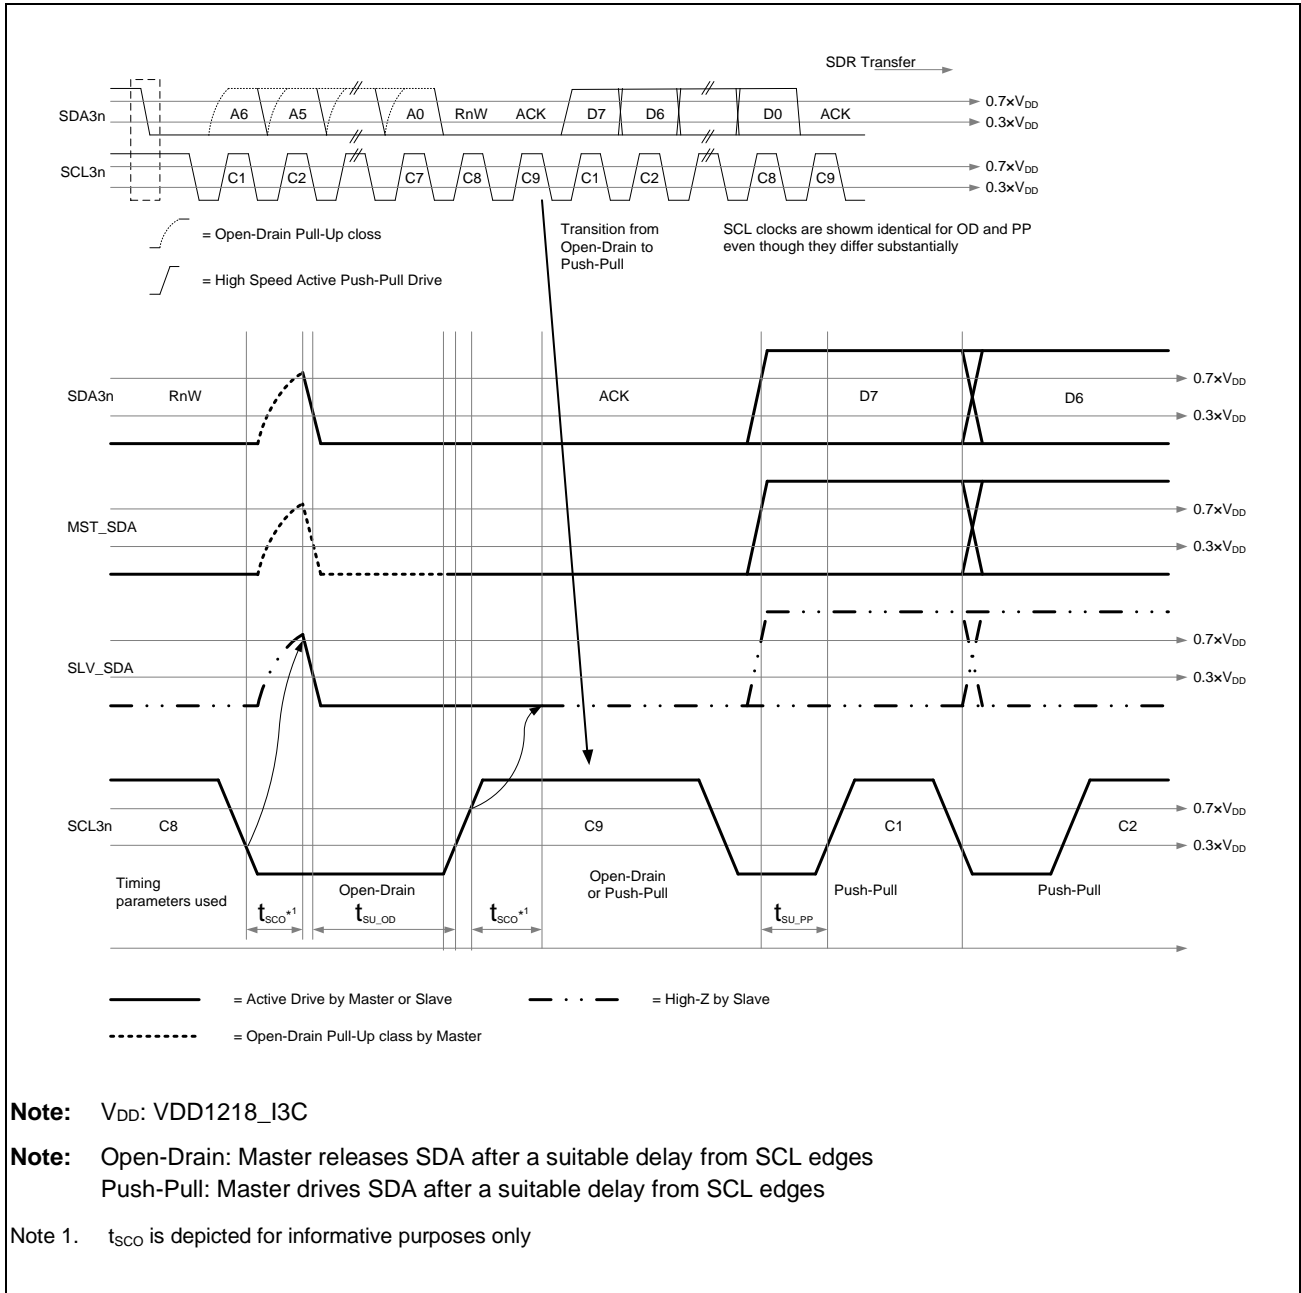 SDR Transfer
SDA3n A6 A5 A0 RnW ACK D7 D6 D0 ACK 0.7×VDD
0.3×VDD
SCL3n C1 C2 C7 C8 C9 C1 C2 C8 C9 0.7×VDD
0.3×VDD
= Open-Drain Pull-Up closs
= High Speed Active Push-Pull Drive
Transition from
Open-Drain to
Push-Pull
SCL clocks are showm identical for OD and PP
even though they differ substantially
SDA3n RnW ACK D7 D6 0.7×VDD
0.3×VDD
MST_SDA 0.7×VDD
0.3×VDD
SLV_SDA 0.7×VDD
0.3×VDD
SCL3n C8 C9 C1 C2 0.7×VDD
0.3×VDD
Timing
parameters used
Open-Drain
Open-Drain
or Push-Pull
Push-Pull
Push-Pull
tSCO*1 tSU_OD tSCO*1 tSU_PP
= Active Drive by Master or Slave
= High-Z by Slave
= Open-Drain Pull-Up class by Master
Note: VDD: VDD1218_I3C
Note: Open-Drain: Master releases SDA after a suitable delay from SCL edges
Push-Pull: Master drives SDA after a suitable delay from SCL edges
Note 1. tSCO is depicted for informative purposes only